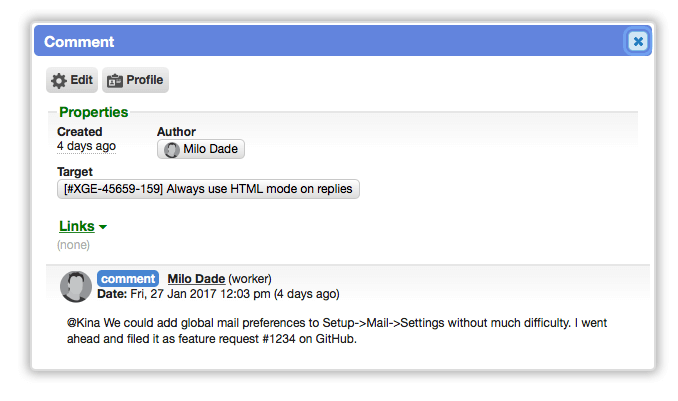 Comment
Edit Profile
Properties
Created Author
4 days ago Milo Dade
Target
[#XGE-45659-159] Always use HTML mode on replies
Links
(none)
comment Milo Dade (worker)
Date: Fri, 27 Jan 2017 12:03 pm (4 days ago)
@Kina We could add global mail preferences to Setup->Mail->Settings without much difficulty. I went
ahead and filed it as feature request #1234 on GitHub.